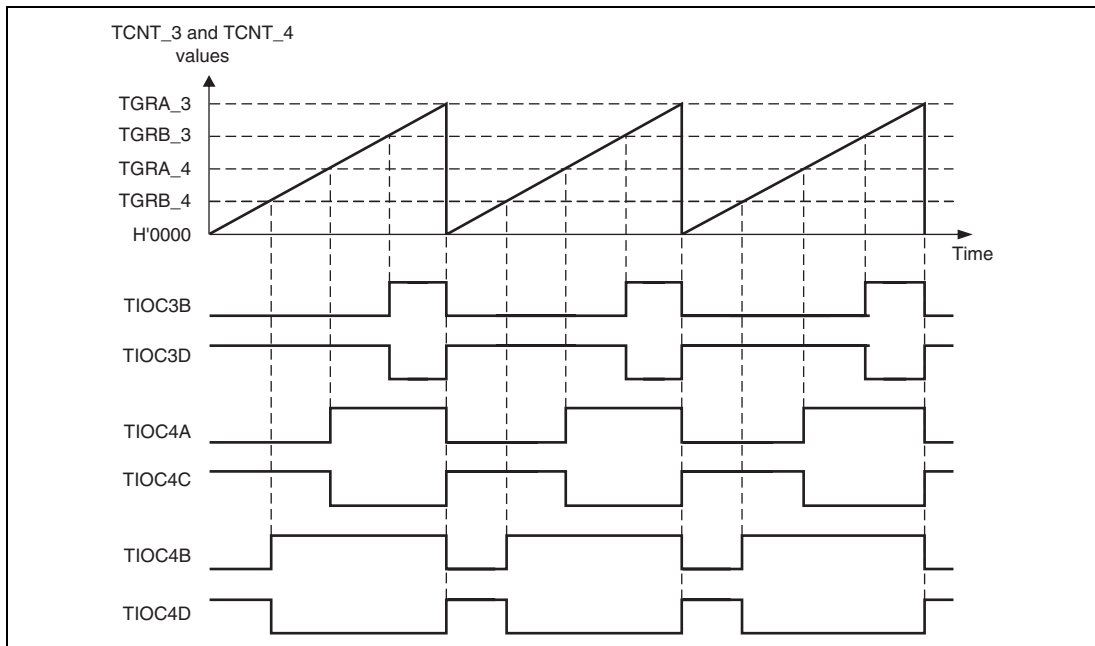 TCNT_3 and TCNT_4
values
TGRA_3
TGRB_3
TGRA_4
TGRB_4
H'0000
Time
TIOC3B
TIOC3D
TIOC4A
TIOC4C
TIOC4B
TIOC4D